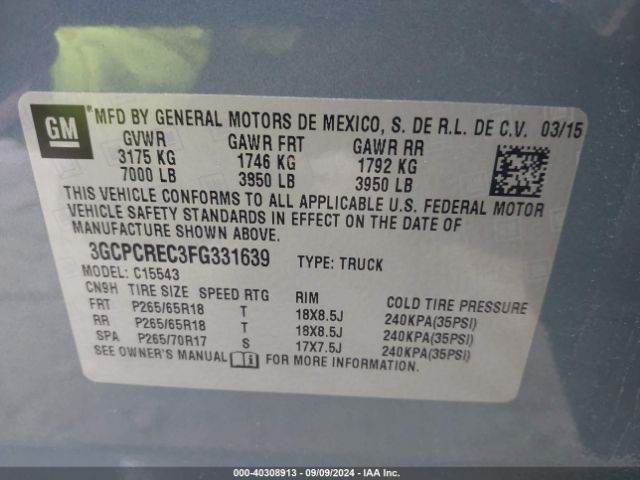 GM
*MFD BY GENERAL MOTORS DE MEXICO, S. DE R.L. DE C.V. 03/15
GVWR GAWR FRT GAWR RR
3175 KG 1746 KG 1792 KG
7000 LB 3850 LB 3950 LB
THIS VEHICLE CONFORMS TO ALL APPLICABLE U.S. FEDERAL MOTOR
VEHICLE SAFETY STANDARDS IN EFFECT ON THE DATE OF
MANUFACTURE SHOWN ABOVE.
3GCPCREC3FG331639 TYPE: TRUCK
MODEL: C15543
CN9H TIRE SIZE SPEED RTG RIM COLD TIRE PRESSURE
FRT P265/65R18 T 18X8.5J 240KPA(35PSI)
RR P265/65R18 T 18X8.5J 240KPA(35PSI)
SPA P265/70R17 S 17X7.5J 240KPA(35PSI)
SEE OWNER'S MANUAL FOR MORE INFORMATION.
000-40308913 - 09/09/2024 - IAA